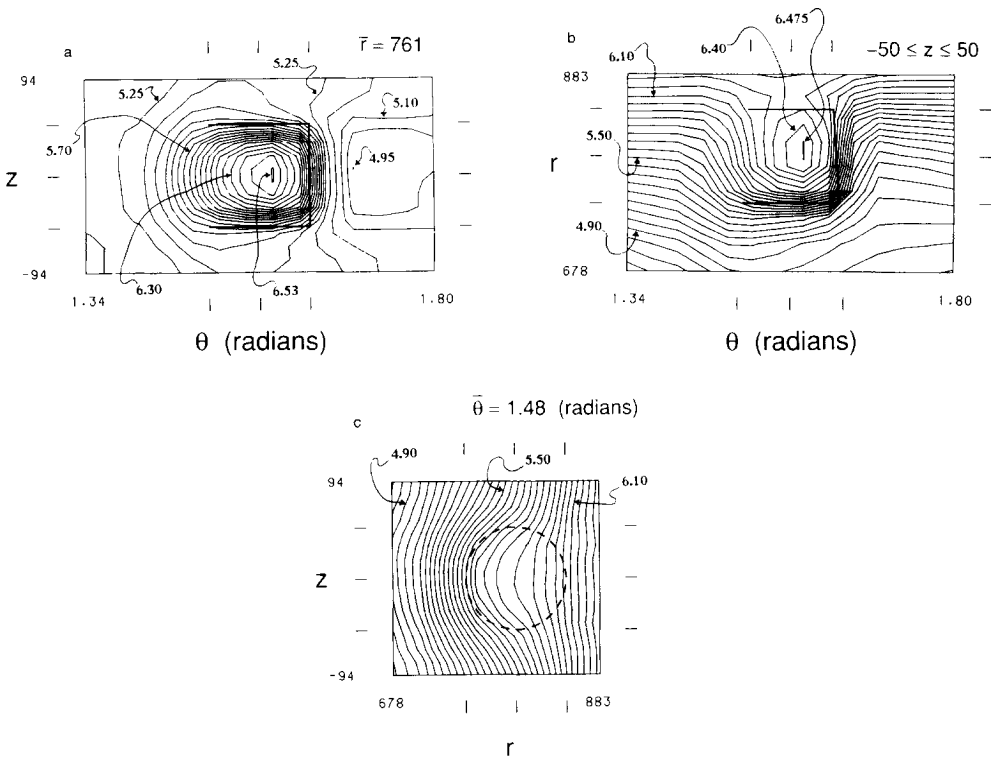 a
r̅ = 761
5.25
5.25
94
5.10
5.70
4.95
Z
-94
6.30
6.53
1.34
1.80
θ (radians)
b
6.475
6.40
-50 ≤ z ≤ 50
6.10
883
5.50
r
4.90
678
1.34
1.80
θ (radians)
θ̅ = 1.48 (radians)
c
4.90
5.50
6.10
94
Z
-94
678
883
r